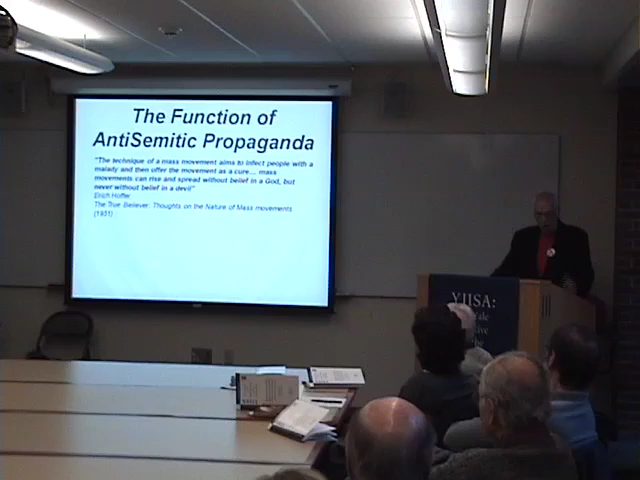 The Function of
AntiSemitic Propaganda
"The technique of a mass movement aims to infect people with a
malady and then offer the movement as a cure... mass
movements can rise and spread without belief in a God, but
never without belief in a devil"
Erich Hoffer
The True Believer: Thoughts on the Nature of Mass movements
(1951)
YIISA: